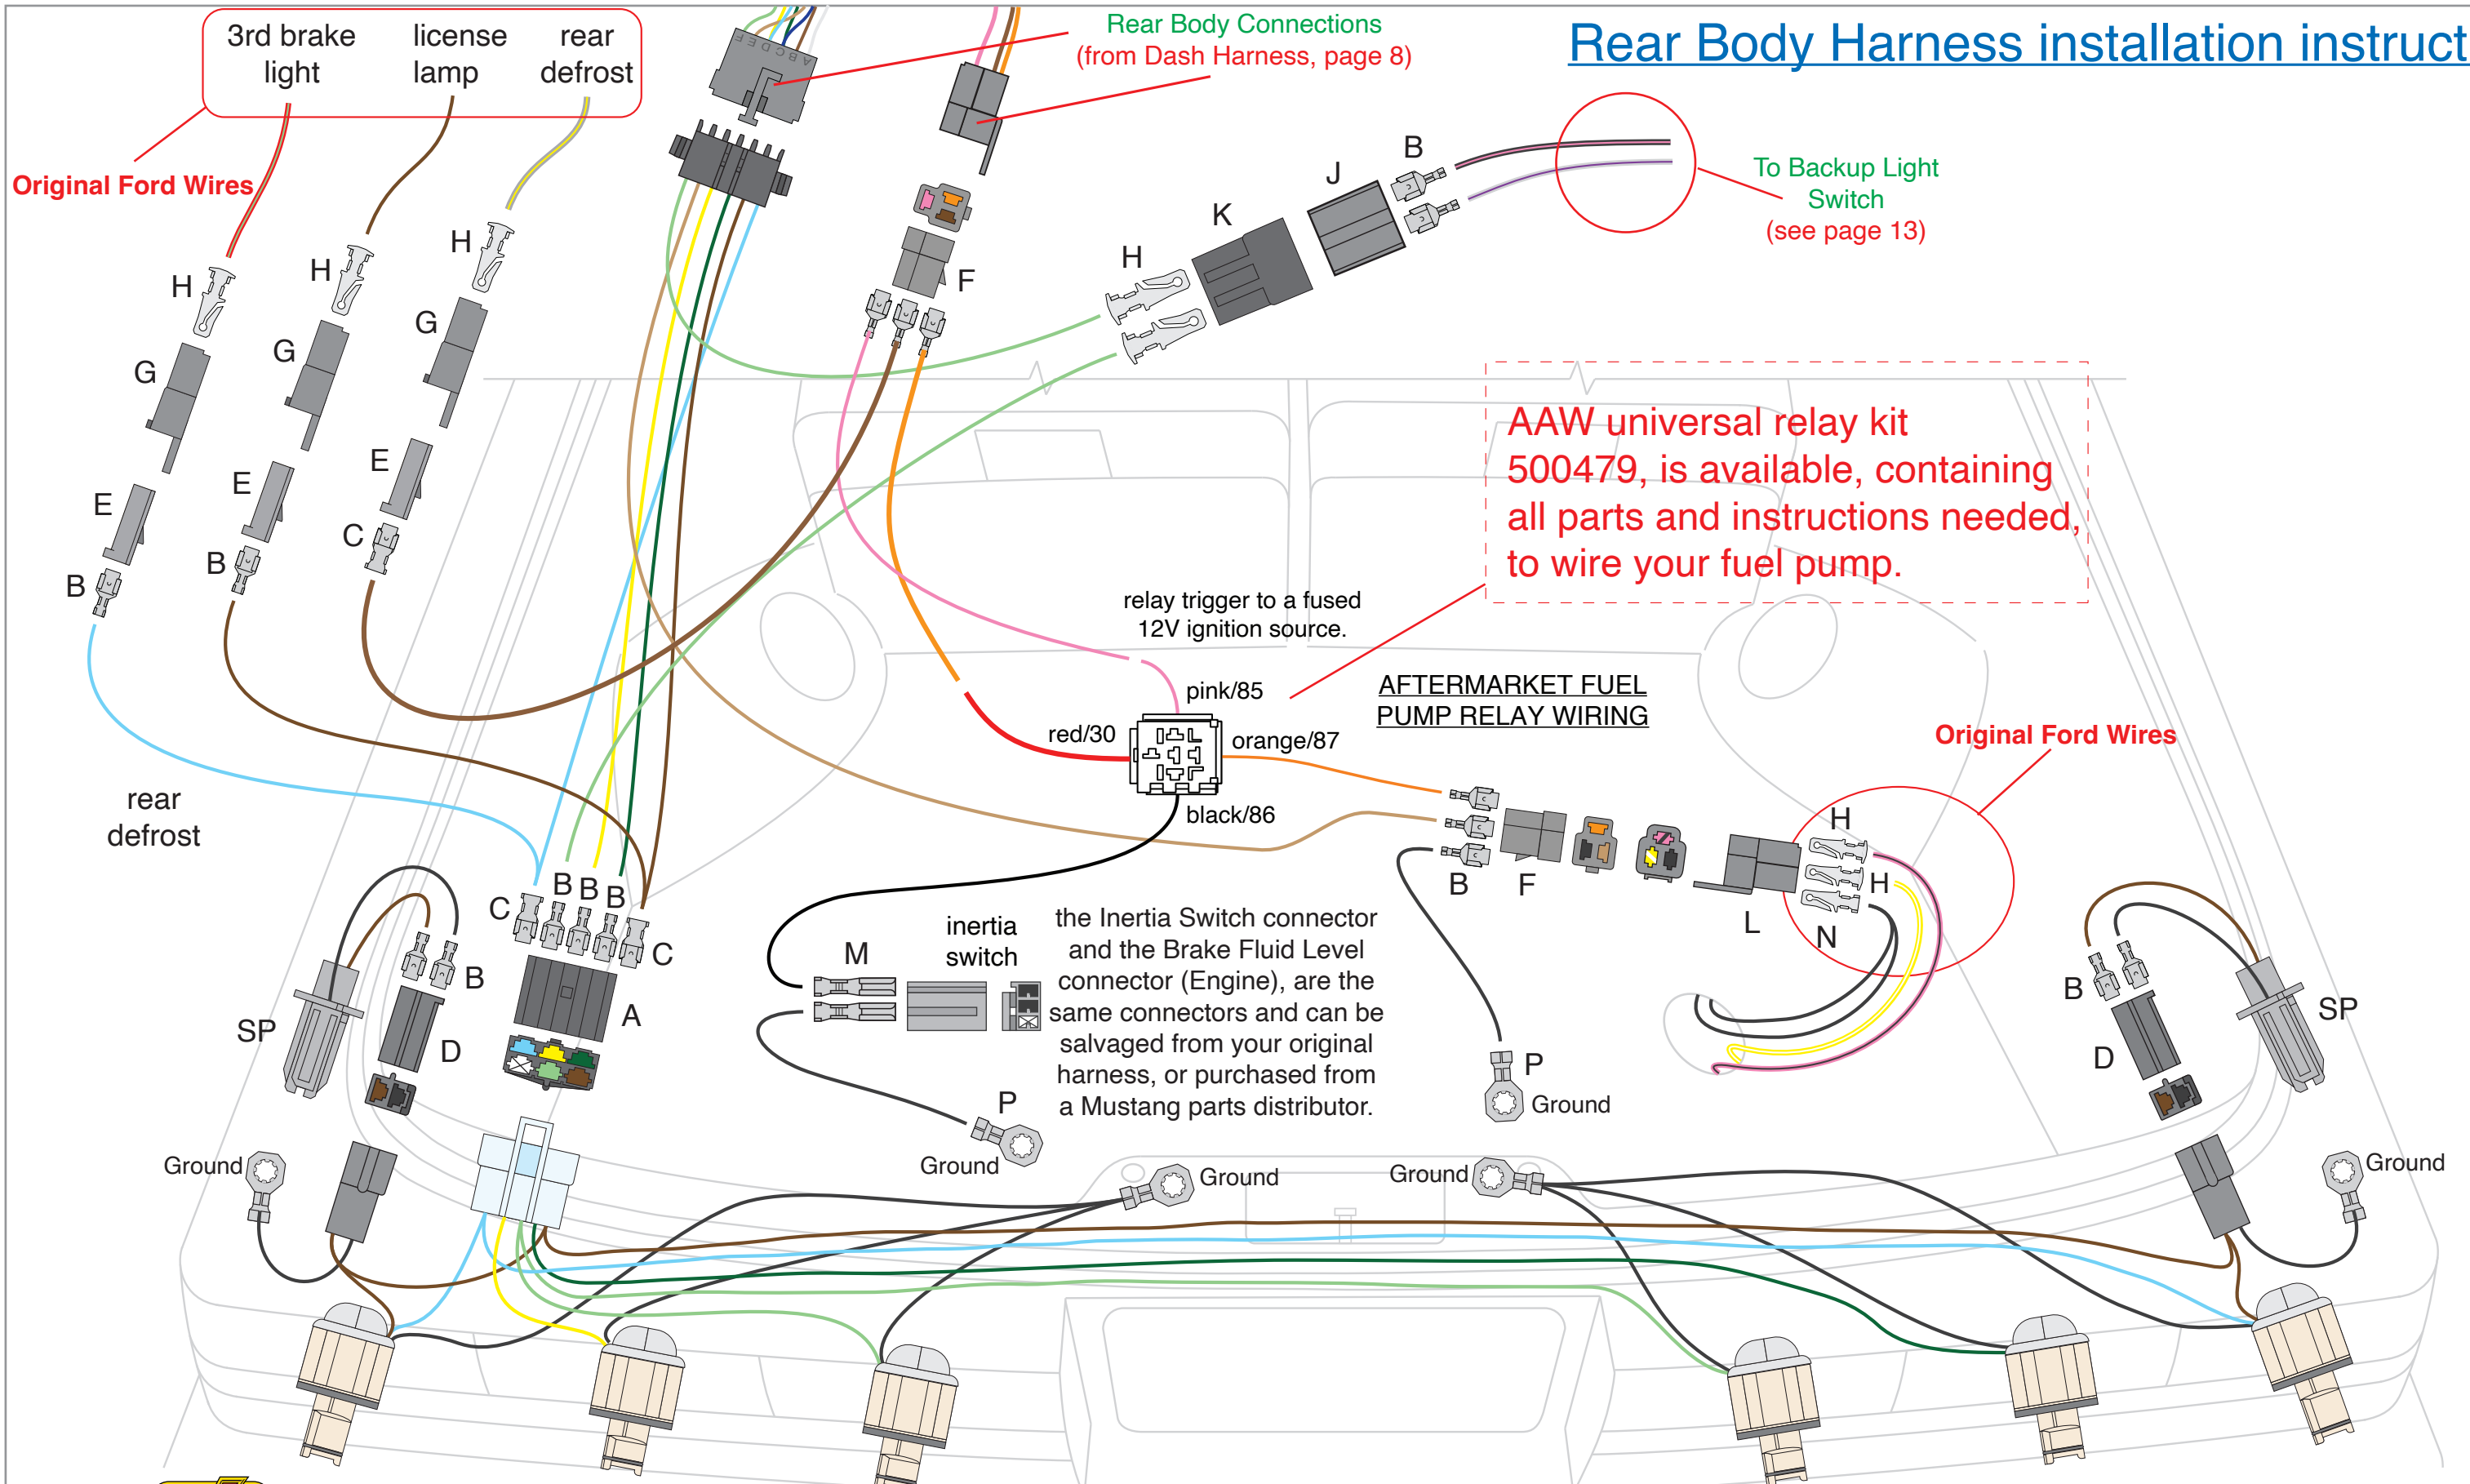 Rear Body Harness installation instruct
3rd brake
light
license
lamp
rear
defrost
Original Ford Wires
Rear Body Connections
(from Dash Harness, page 8)
A B C D E F
To Backup Light
Switch
(see page 13)
B
J
K
H
H
H
H
G
G
G
E
E
E
B
B
C
F
AAW universal relay kit
500479, is available, containing
all parts and instructions needed,
to wire your fuel pump.
relay trigger to a fused
12V ignition source.
AFTERMARKET FUEL
PUMP RELAY WIRING
pink/85
red/30
orange/87
black/86
Original Ford Wires
rear
defrost
H
H
N
L
F
B
C
B
B
B
C
A
B
D
SP
M
inertia
switch
the Inertia Switch connector
and the Brake Fluid Level
connector (Engine), are the
same connectors and can be
salvaged from your original
harness, or purchased from
a Mustang parts distributor.
P
Ground
P
Ground
B
D
SP
Ground
Ground
Ground
Ground